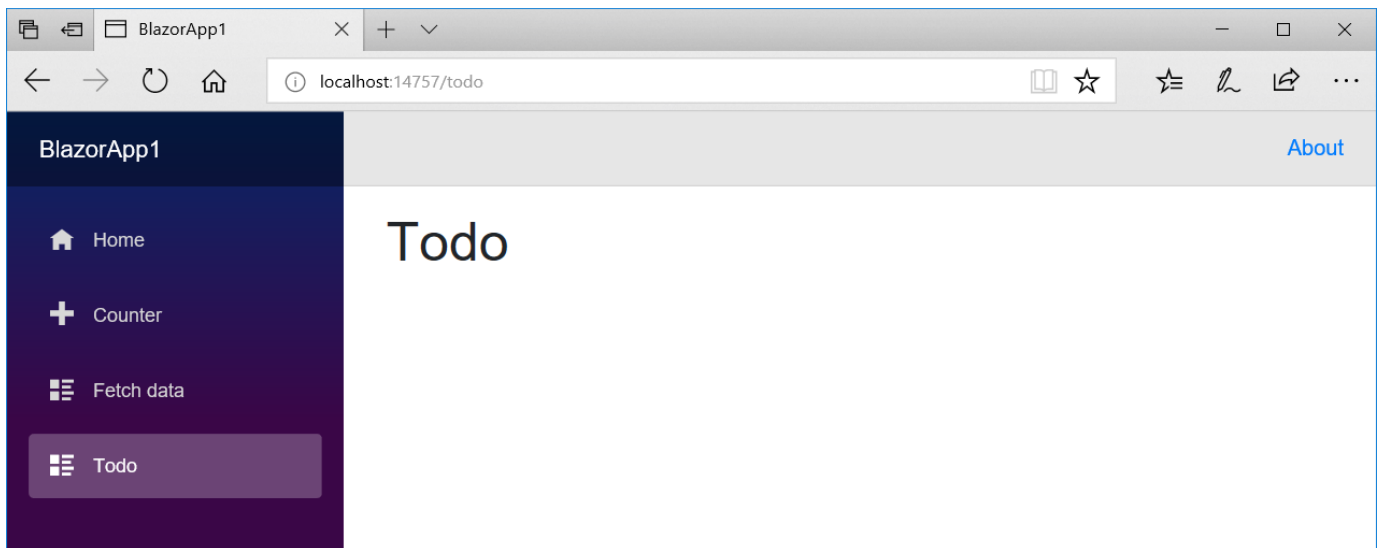 BlazorApp1
localhost:14757/todo
BlazorApp1
About
Home
Todo
Counter
Fetch data
Todo